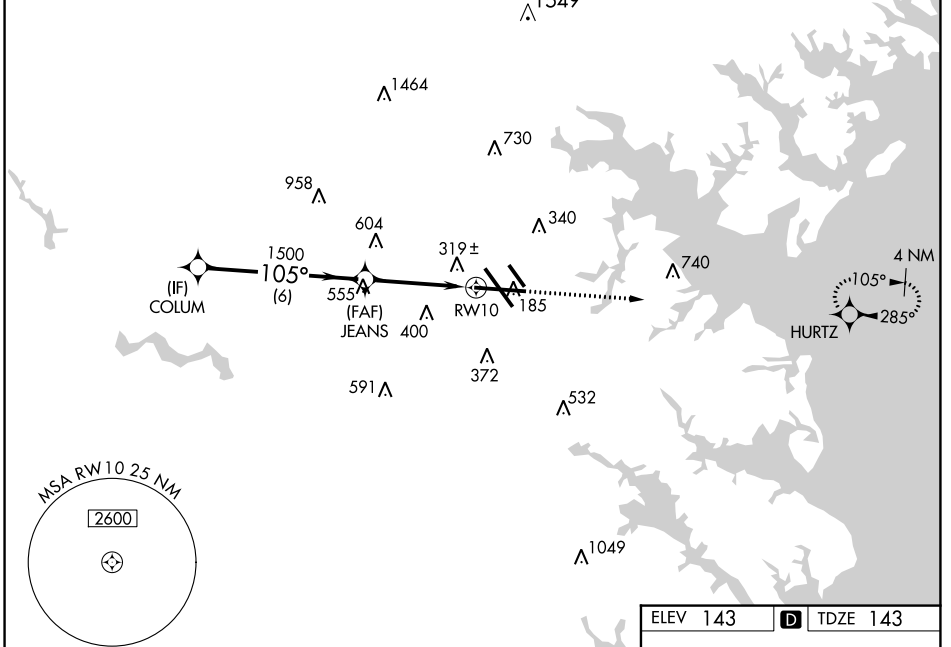 1549
1464
730
958
604
340
319±
1500
105°
(6)
740
4 NM
105°
285°
(IF)
COLUM
555
(FAF)
JEANS
400
RW10
185
HURTZ
372
591
532
MSA RW10 25 NM
2600
1049
ELEV 143 D TDZE 143